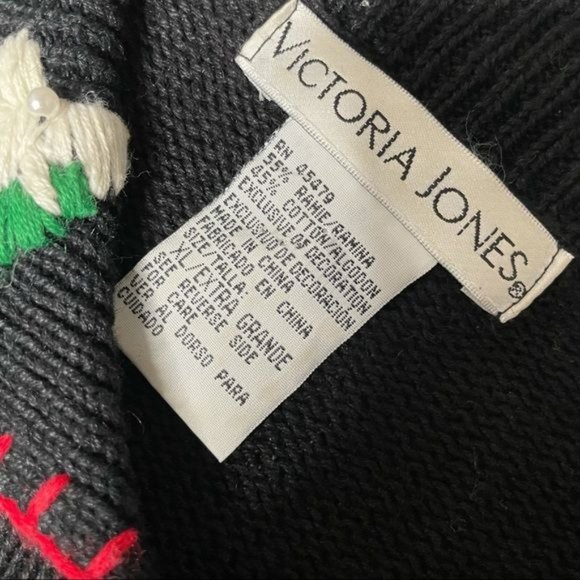 VICTORIA JONES®
RN 45479
55% RAMIE/RAMINA
45% COTTON/ALGODON
EXCLUSIVE OF DECORATION
EXCLUSIVO DE DECORACIÓN
MADE IN CHINA
FABRICADO EN CHINA
SIZE/TALLA:
XL/EXTRA GRANDE
FOR CARE
SEE REVERSE SIDE
VER AL DORSO PARA
CUIDADO